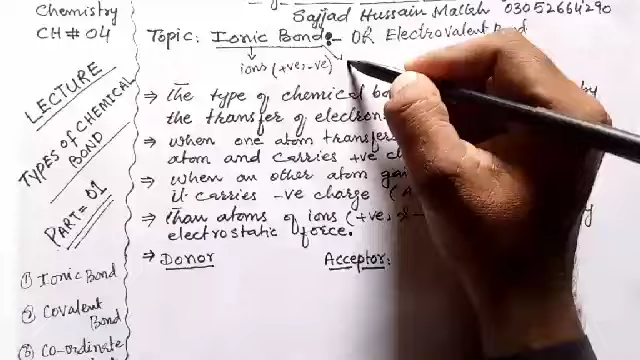 Chemistry
CH # 04
LECTURE
TYPES OF CHEMICAL
BOND
PART = 01
① Ionic Bond
② Covalent
Bond
③ Co-ordinate
Sajjad Hussain Mallah 03052664290
Topic: Ionic Bond:- OR Electrovalent Bond
ions (+ve, -ve)
⇒ The type of chemical
the transfer of electron
⇒ when one atom transfer
atom and carries +ve
⇒ when an other atom
it carries -ve charge (A
⇒ Than atoms of ions (+ve, & -
electrostatic force.
⇒ Donor Acceptor: